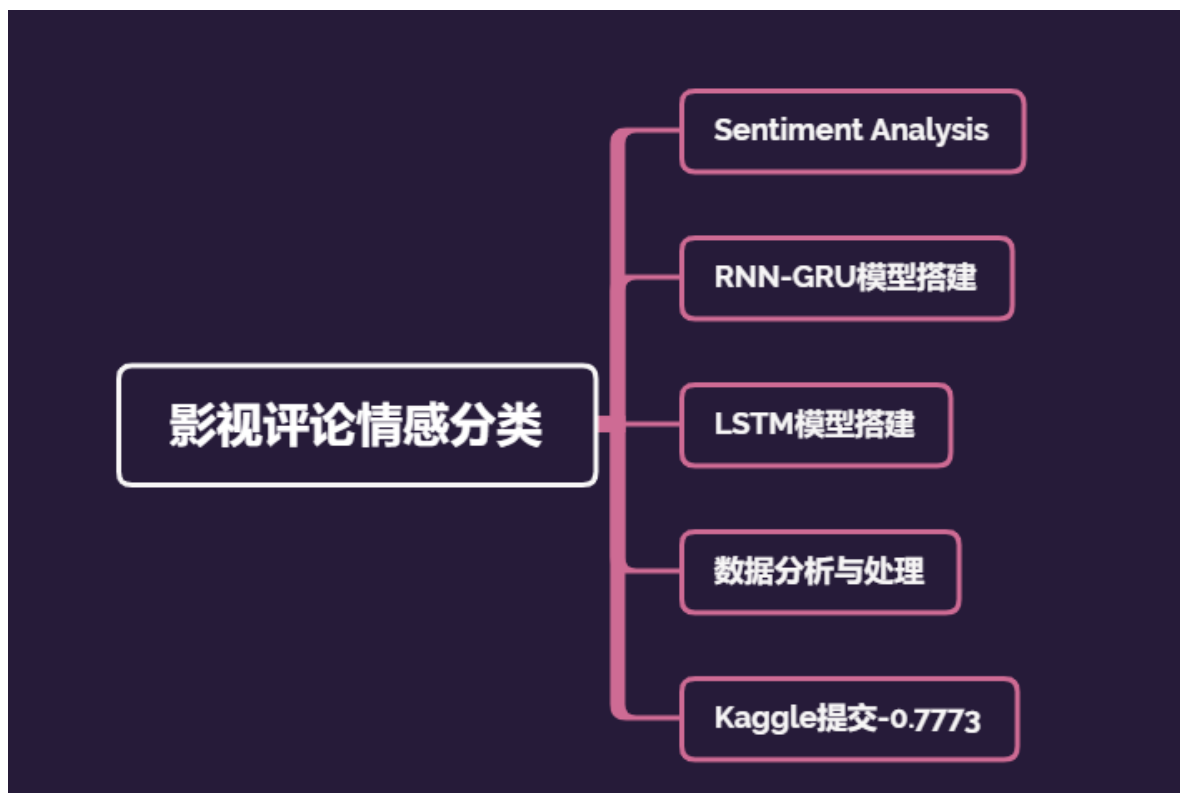 影视评论情感分类
Sentiment Analysis
RNN-GRU模型搭建
LSTM模型搭建
数据分析与处理
Kaggle提交-0.7773